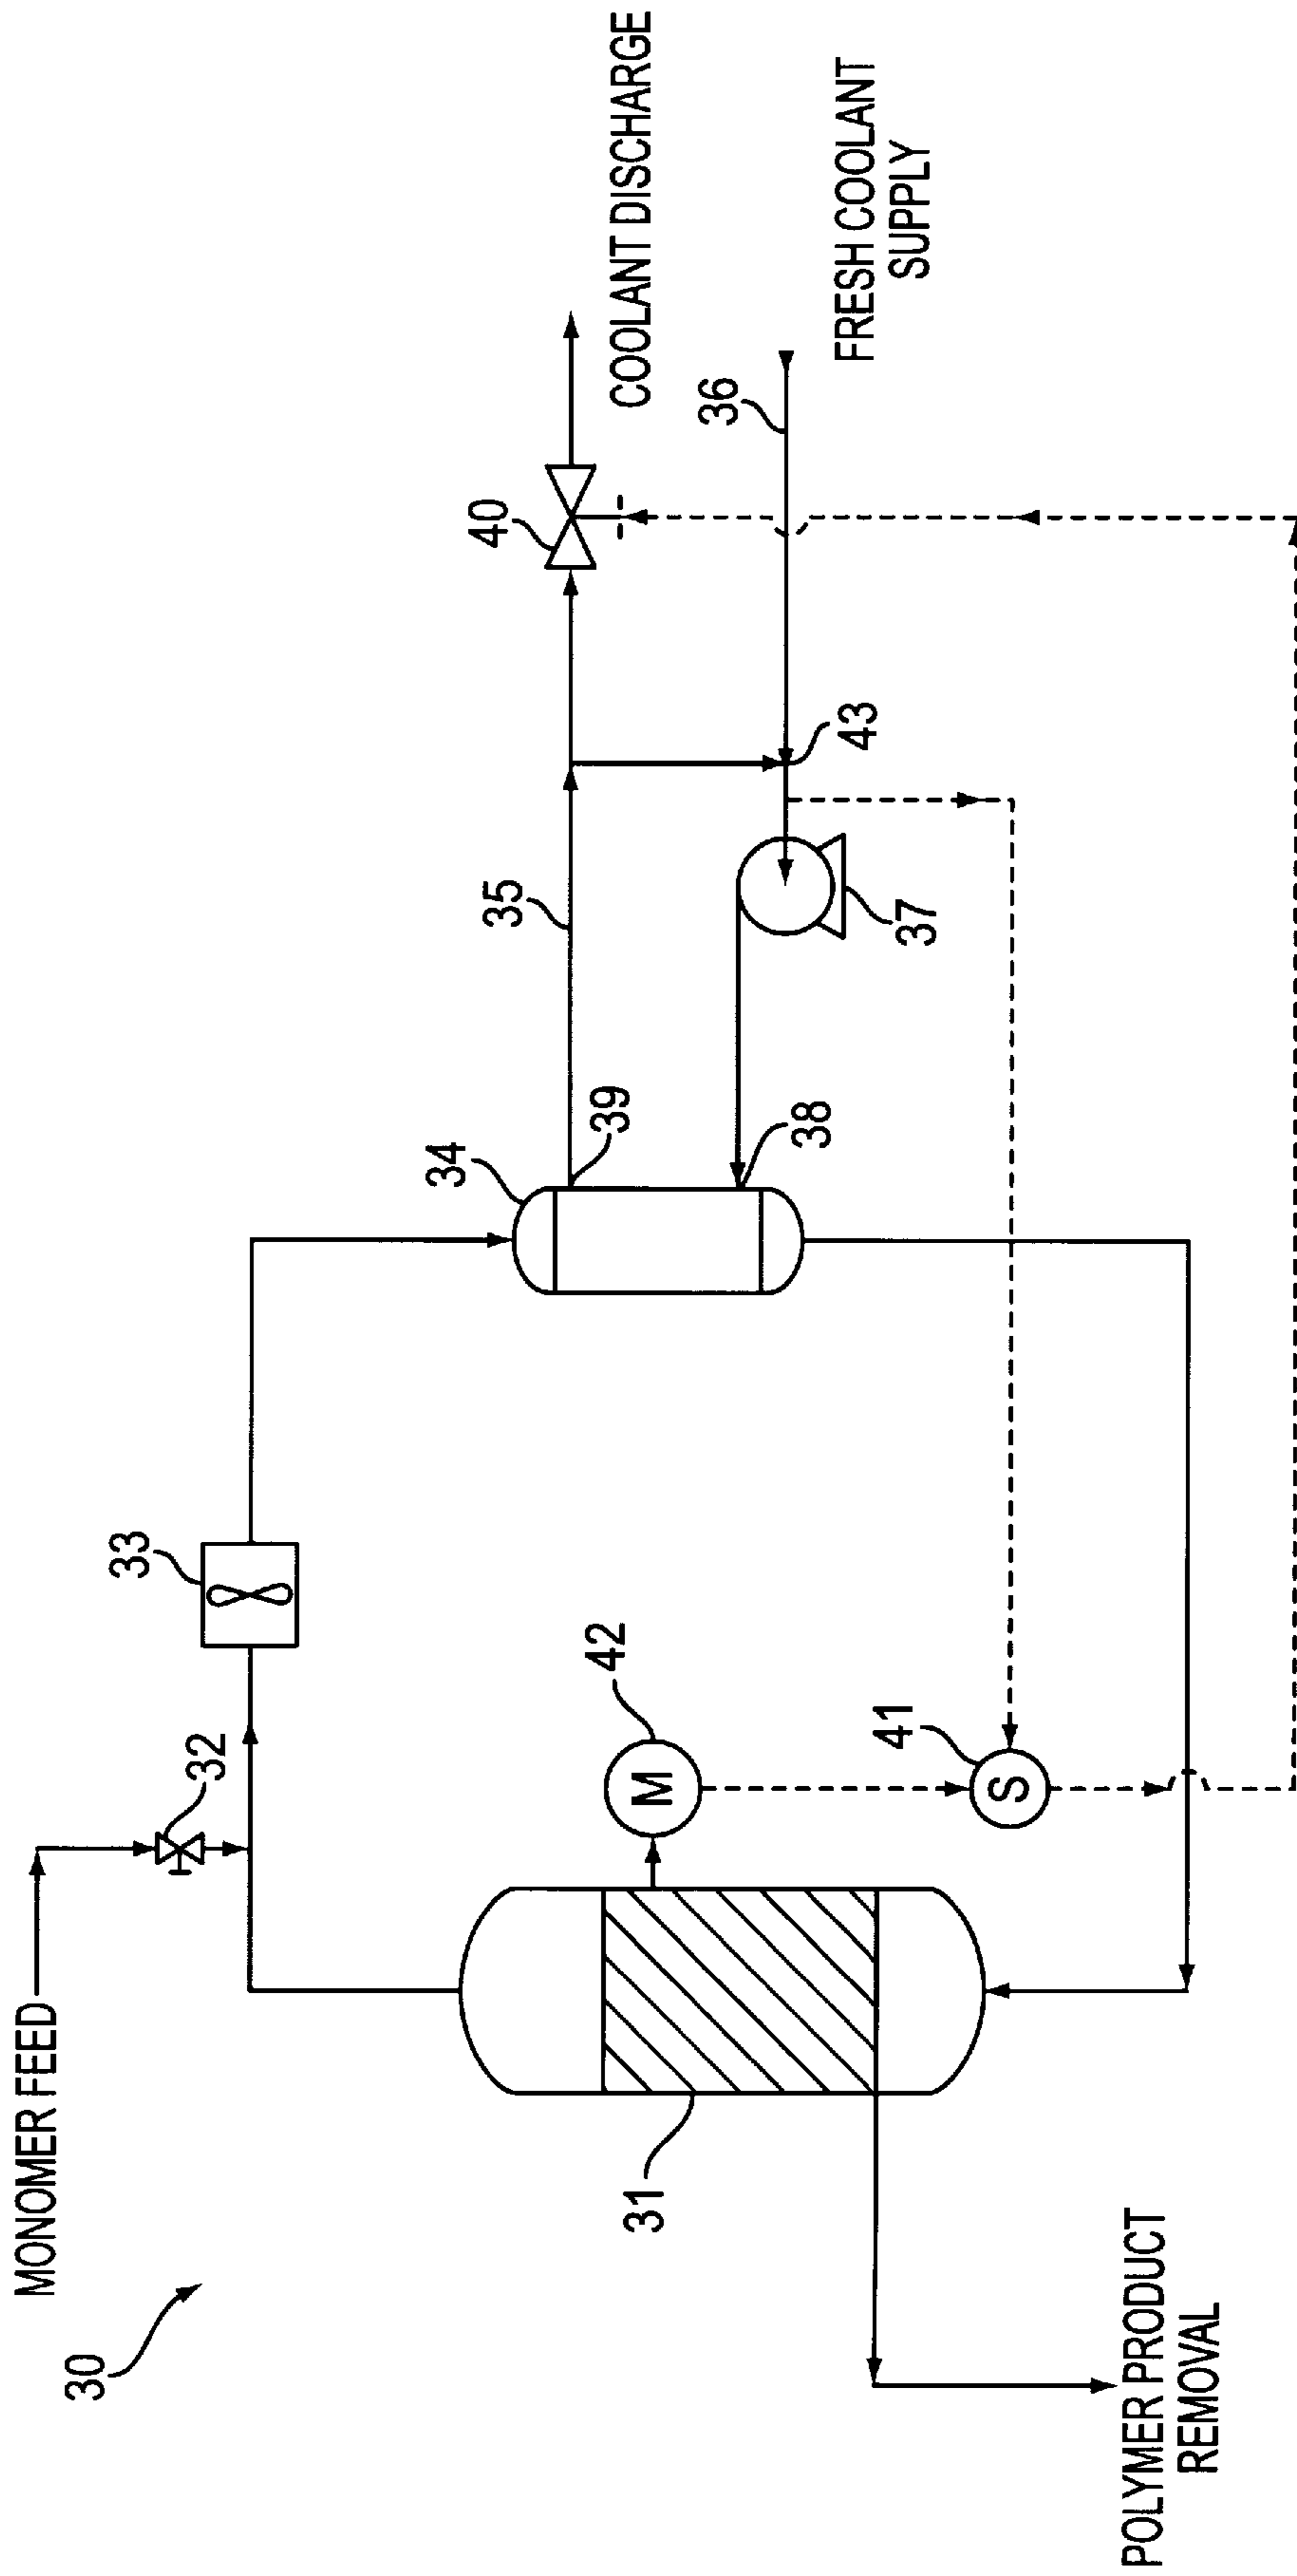 MONOMER FEED
30
32
33
31
M
42
S
41
34
39
38
35
37
43
40
36
COOLANT DISCHARGE
FRESH COOLANT
SUPPLY
POLYMER PRODUCT
REMOVAL